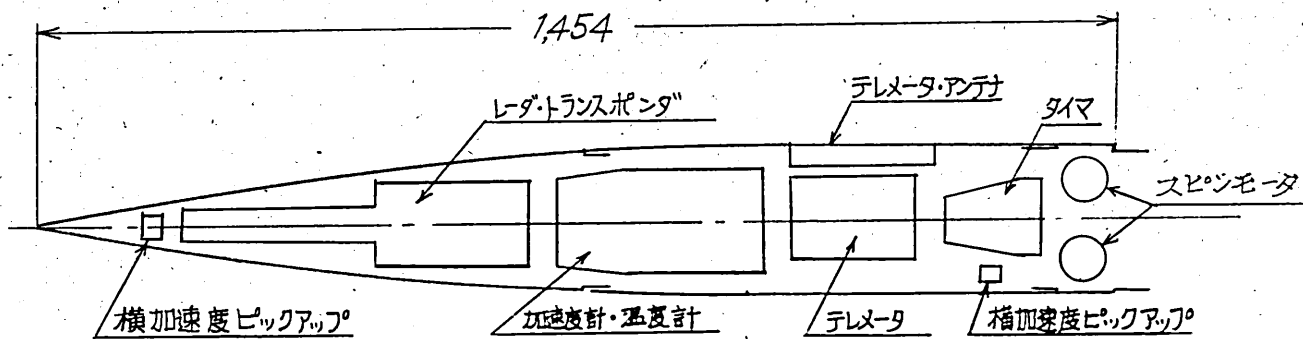 1,454
レーダ・トランスポンダ
テレメータ・アンテナ
タイマ
スピンモータ
横加速度ピックアップ
加速度計・温度計
テレメータ
横加速度ピックアップ